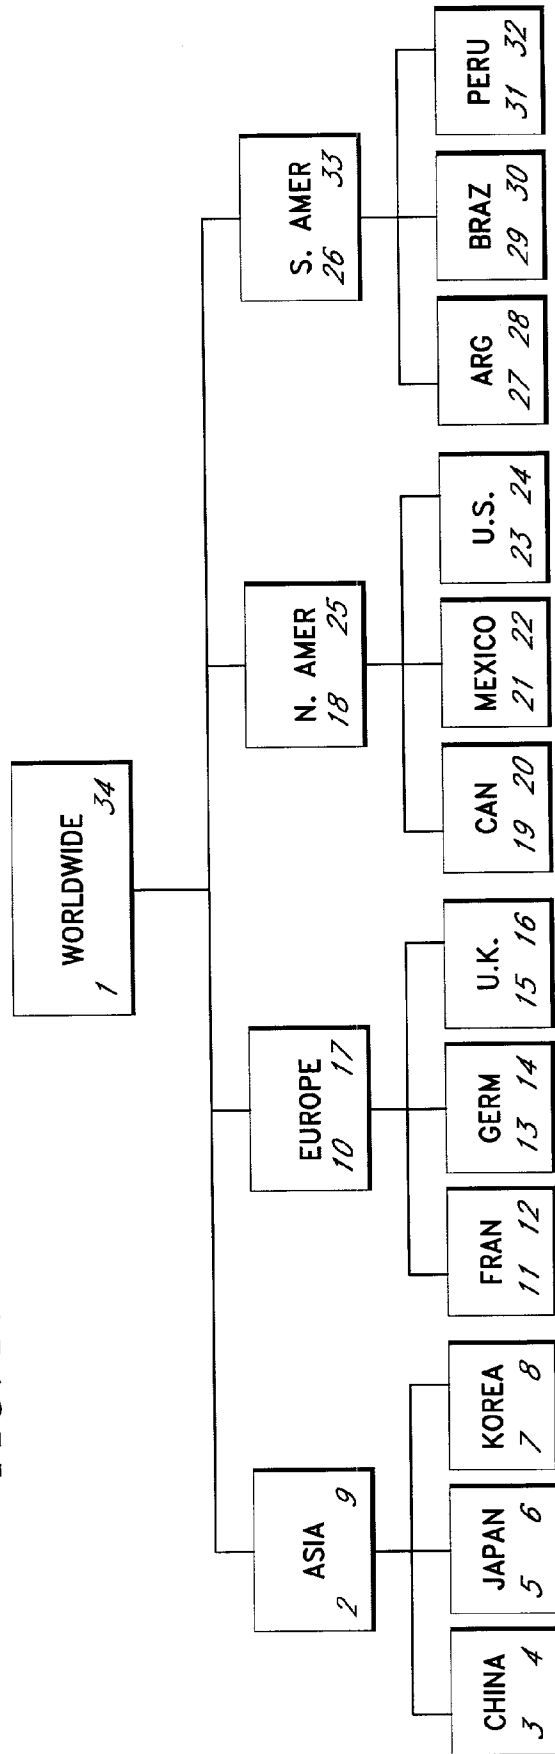 WORLDWIDE
1 34
ASIA
2 9
EUROPE
10 17
N. AMER
18 25
S. AMER
26 33
CHINA
3 4
JAPAN
5 6
KOREA
7 8
FRAN
11 12
GERM
13 14
U.K.
15 16
CAN
19 20
MEXICO
21 22
U.S.
23 24
ARG
27 28
BRAZ
29 30
PERU
31 32